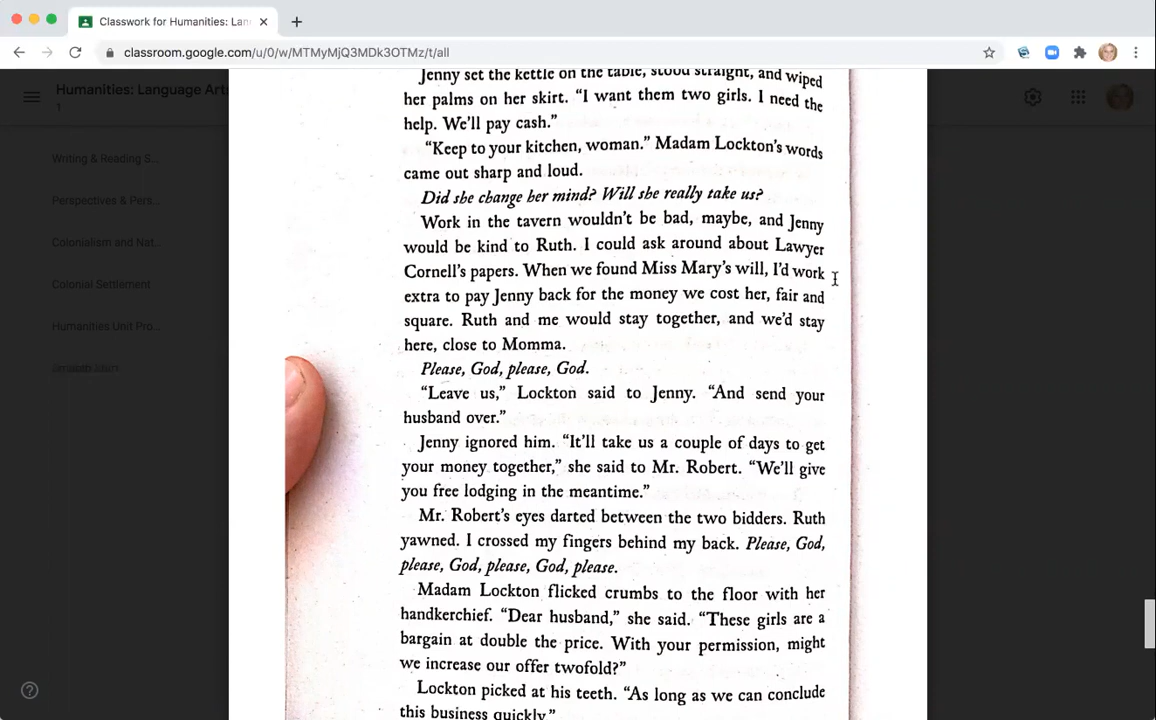 Classwork for Humanities: Lan
classroom.google.com/u/0/w/MTMyMjQ3MDk3OTMz/t/all
Humanities: Language Arts
1
Writing & Reading S...
Perspectives & Pers...
Colonialism and Nat...
Colonial Settlement
Humanities Unit Pro...
Jenny set the kettle on the table, stood straight, and wiped
her palms on her skirt. “I want them two girls. I need the
help. We’ll pay cash.”
“Keep to your kitchen, woman.” Madam Lockton’s words
came out sharp and loud.
Did she change her mind? Will she really take us?
Work in the tavern wouldn’t be bad, maybe, and Jenny
would be kind to Ruth. I could ask around about Lawyer
Cornell’s papers. When we found Miss Mary’s will, I’d work
extra to pay Jenny back for the money we cost her, fair and
square. Ruth and me would stay together, and we’d stay
here, close to Momma.
Please, God, please, God.
“Leave us,” Lockton said to Jenny. “And send your
husband over.”
Jenny ignored him. “It’ll take us a couple of days to get
your money together,” she said to Mr. Robert. “We’ll give
you free lodging in the meantime.”
Mr. Robert’s eyes darted between the two bidders. Ruth
yawned. I crossed my fingers behind my back. Please, God,
please, God, please, God, please.
Madam Lockton flicked crumbs to the floor with her
handkerchief. “Dear husband,” she said. “These girls are a
bargain at double the price. With your permission, might
we increase our offer twofold?”
Lockton picked at his teeth. “As long as we can conclude
this business quickly.”